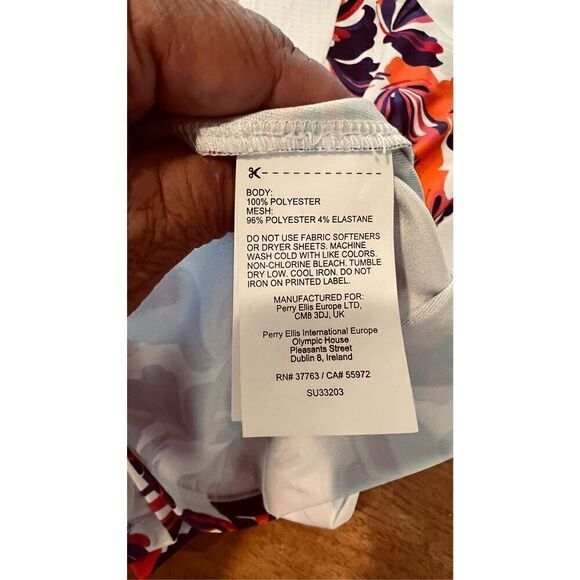 BODY:
100% POLYESTER
MESH:
96% POLYESTER 4% ELASTANE
DO NOT USE FABRIC SOFTENERS
OR DRYER SHEETS. MACHINE
WASH COLD WITH LIKE COLORS.
NON-CHLORINE BLEACH. TUMBLE
DRY LOW. COOL IRON. DO NOT
IRON ON PRINTED LABEL.
MANUFACTURED FOR:
Perry Ellis Europe LTD,
CM8 3DJ, UK
Perry Ellis International Europe
Olympic House
Pleasants Street
Dublin 8, Ireland
RN# 37763 / CA# 55972
SU33203